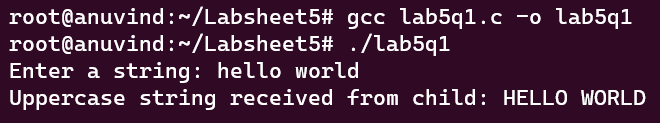 root@anuvind:~/Labsheet5# gcc lab5q1.c -o lab5q1
root@anuvind:~/Labsheet5# ./lab5q1
Enter a string: hello world
Uppercase string received from child: HELLO WORLD